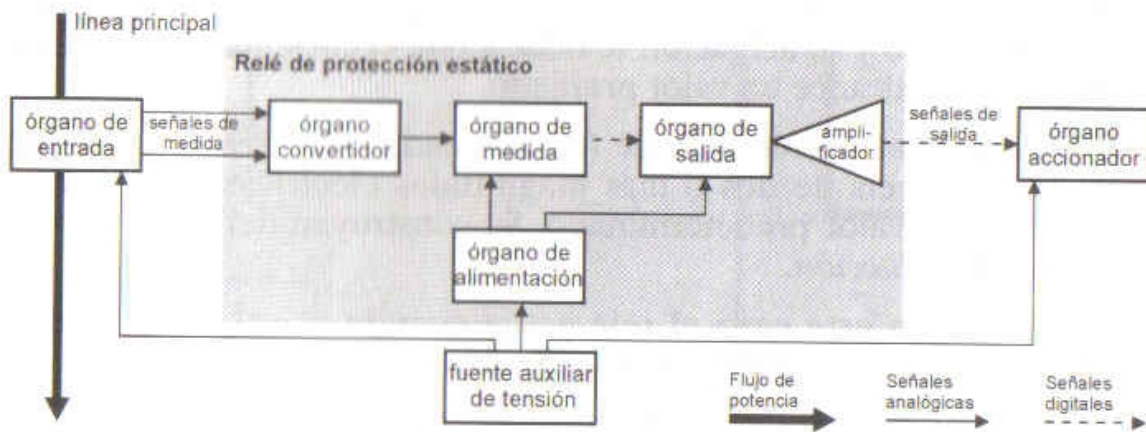 línea principal
Relé de protección estático
órgano de
entrada
señales de
medida
órgano
convertidor
órgano de
medida
órgano de
salida
ampli-
ficador
señales de
salida
órgano
accionador
órgano de
alimentación
fuente auxiliar
de tensión
Flujo de
potencia
Señales
analógicas
Señales
digitales